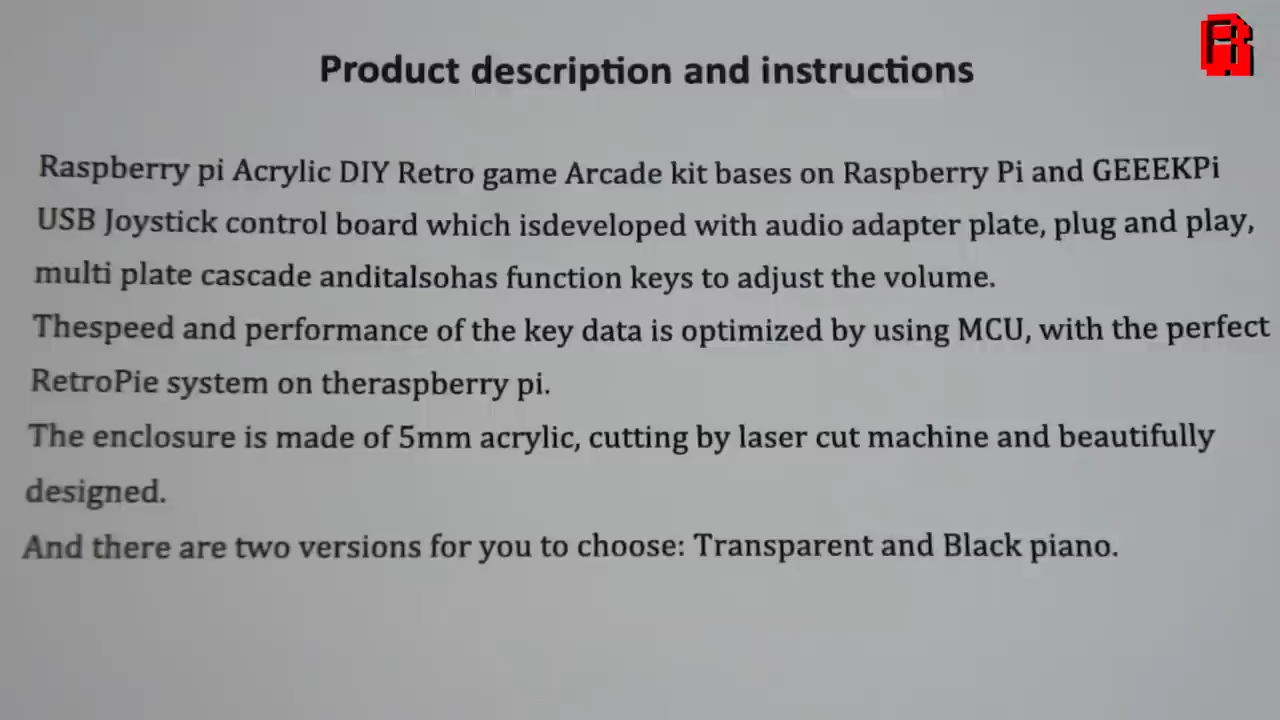 Product description and instructions
Raspberry pi Acrylic DIY Retro game Arcade kit bases on Raspberry Pi and GEEEKPi
USB Joystick control board which isdeveloped with audio adapter plate, plug and play,
multi plate cascade anditalsohas function keys to adjust the volume.
Thespeed and performance of the key data is optimized by using MCU, with the perfect
RetroPie system on theraspberry pi.
The enclosure is made of 5mm acrylic, cutting by laser cut machine and beautifully
designed.
And there are two versions for you to choose: Transparent and Black piano.